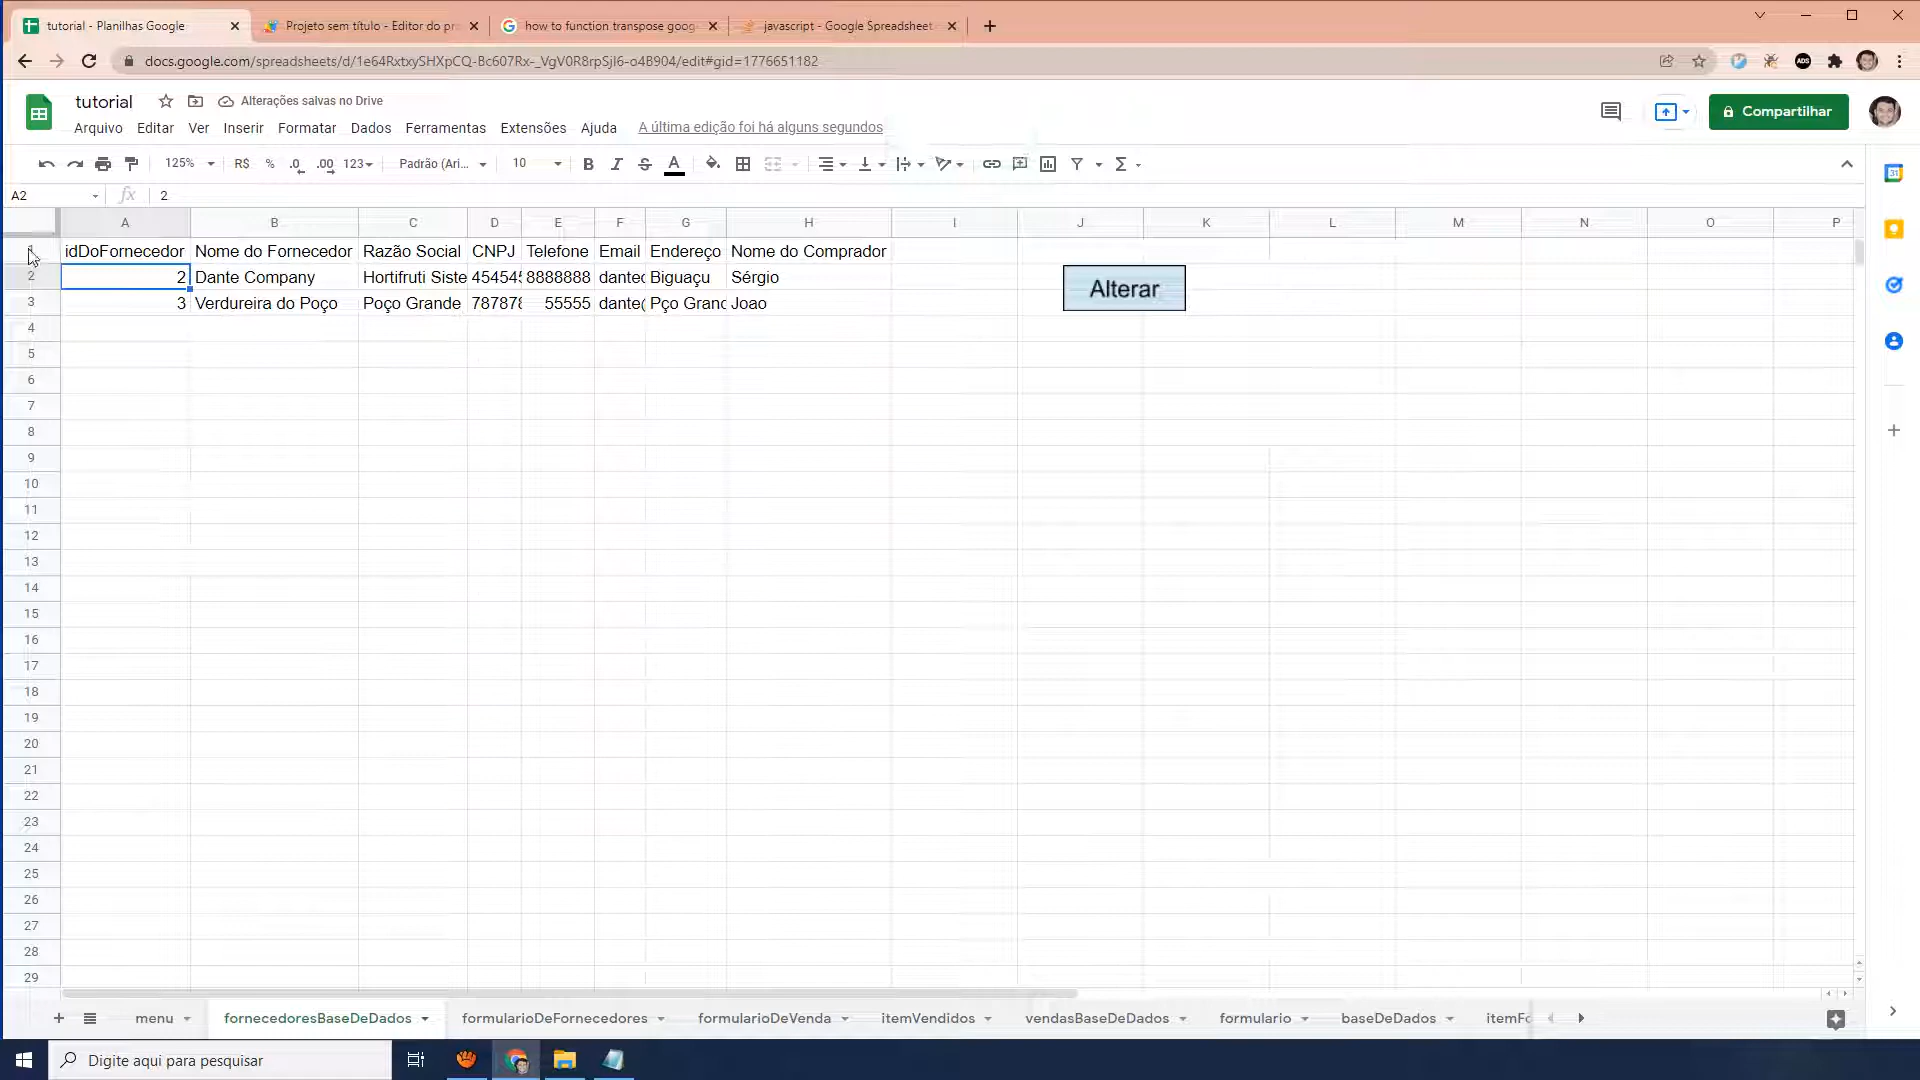 tutorial - Planilhas Google
Projeto sem título - Editor do pr
how to function transpose goog
javascript - Google Spreadsheet
docs.google.com/spreadsheets/d/1e64RxtxySHXpCQ-Bc607Rx-_VgV0R8rpSjI6-o4B904/edit#gid=1776651182
tutorial
Alterações salvas no Drive
Arquivo Editar Ver Inserir Formatar Dados Ferramentas Extensões Ajuda A última edição foi há alguns segundos
Compartilhar
125% R$ % .0 .00 123 Padrão (Ari... 10 B I S A
A2 fx 2
A B C D E F G H I J K L M N O P
1 idDoFornecedor Nome do Fornecedor Razão Social CNPJ Telefone Email Endereço Nome do Comprador
2 2 Dante Company Hortifruti Siste 454545 8888888 dantec Biguaçu Sérgio
3 3 Verdureira do Poço Poço Grande 787878 55555 dante( Pço Granc Joao
Alterar
4
5
6
7
8
9
10
11
12
13
14
15
16
17
18
19
20
21
22
23
24
25
26
27
28
29
menu fornecedoresBaseDeDados formularioDeFornecedores formularioDeVenda itemVendidos vendasBaseDeDados formulario baseDeDados itemFo
Digite aqui para pesquisar